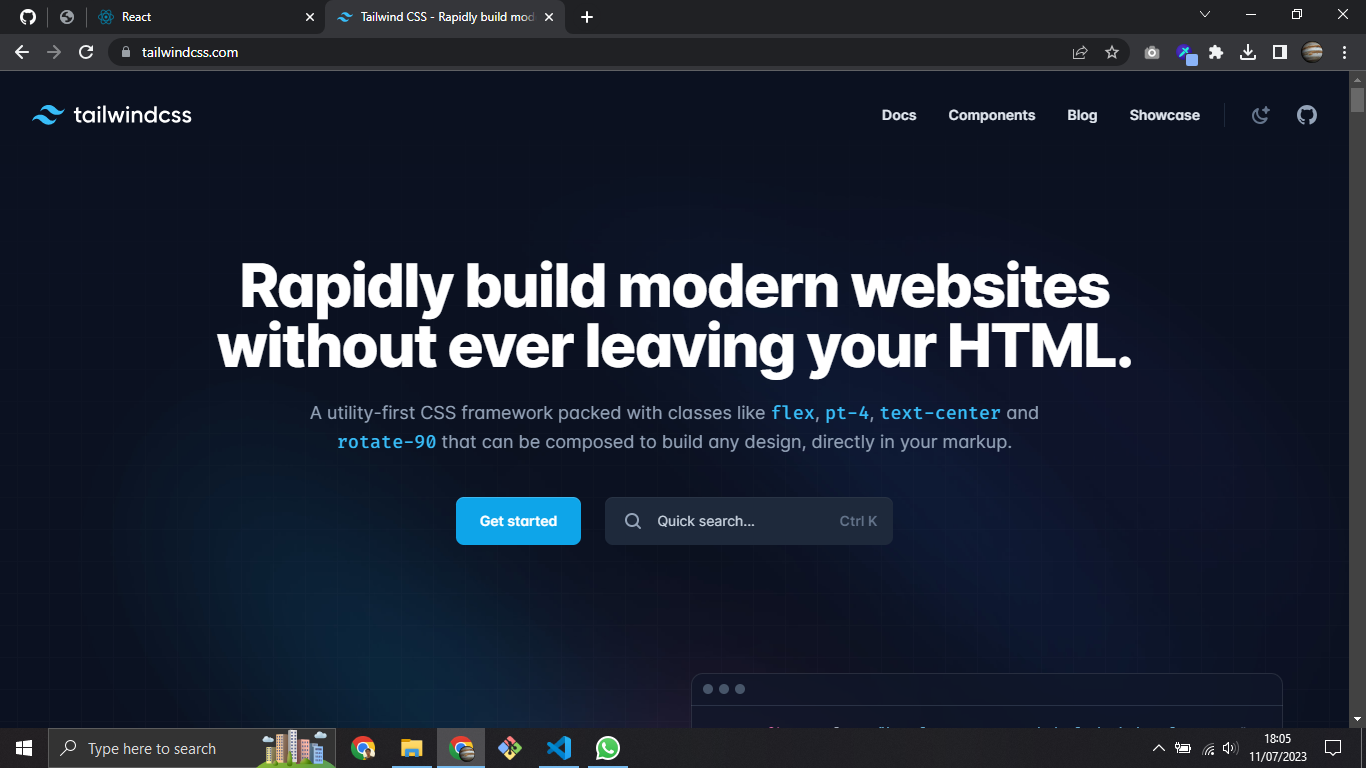 React
Tailwind CSS - Rapidly build mod
tailwindcss.com
tailwindcss
Docs
Components
Blog
Showcase
Rapidly build modern websites
without ever leaving your HTML.
A utility-first CSS framework packed with classes like flex, pt-4, text-center and
rotate-90 that can be composed to build any design, directly in your markup.
Get started
Quick search...
Ctrl K
Type here to search
18:05
11/07/2023